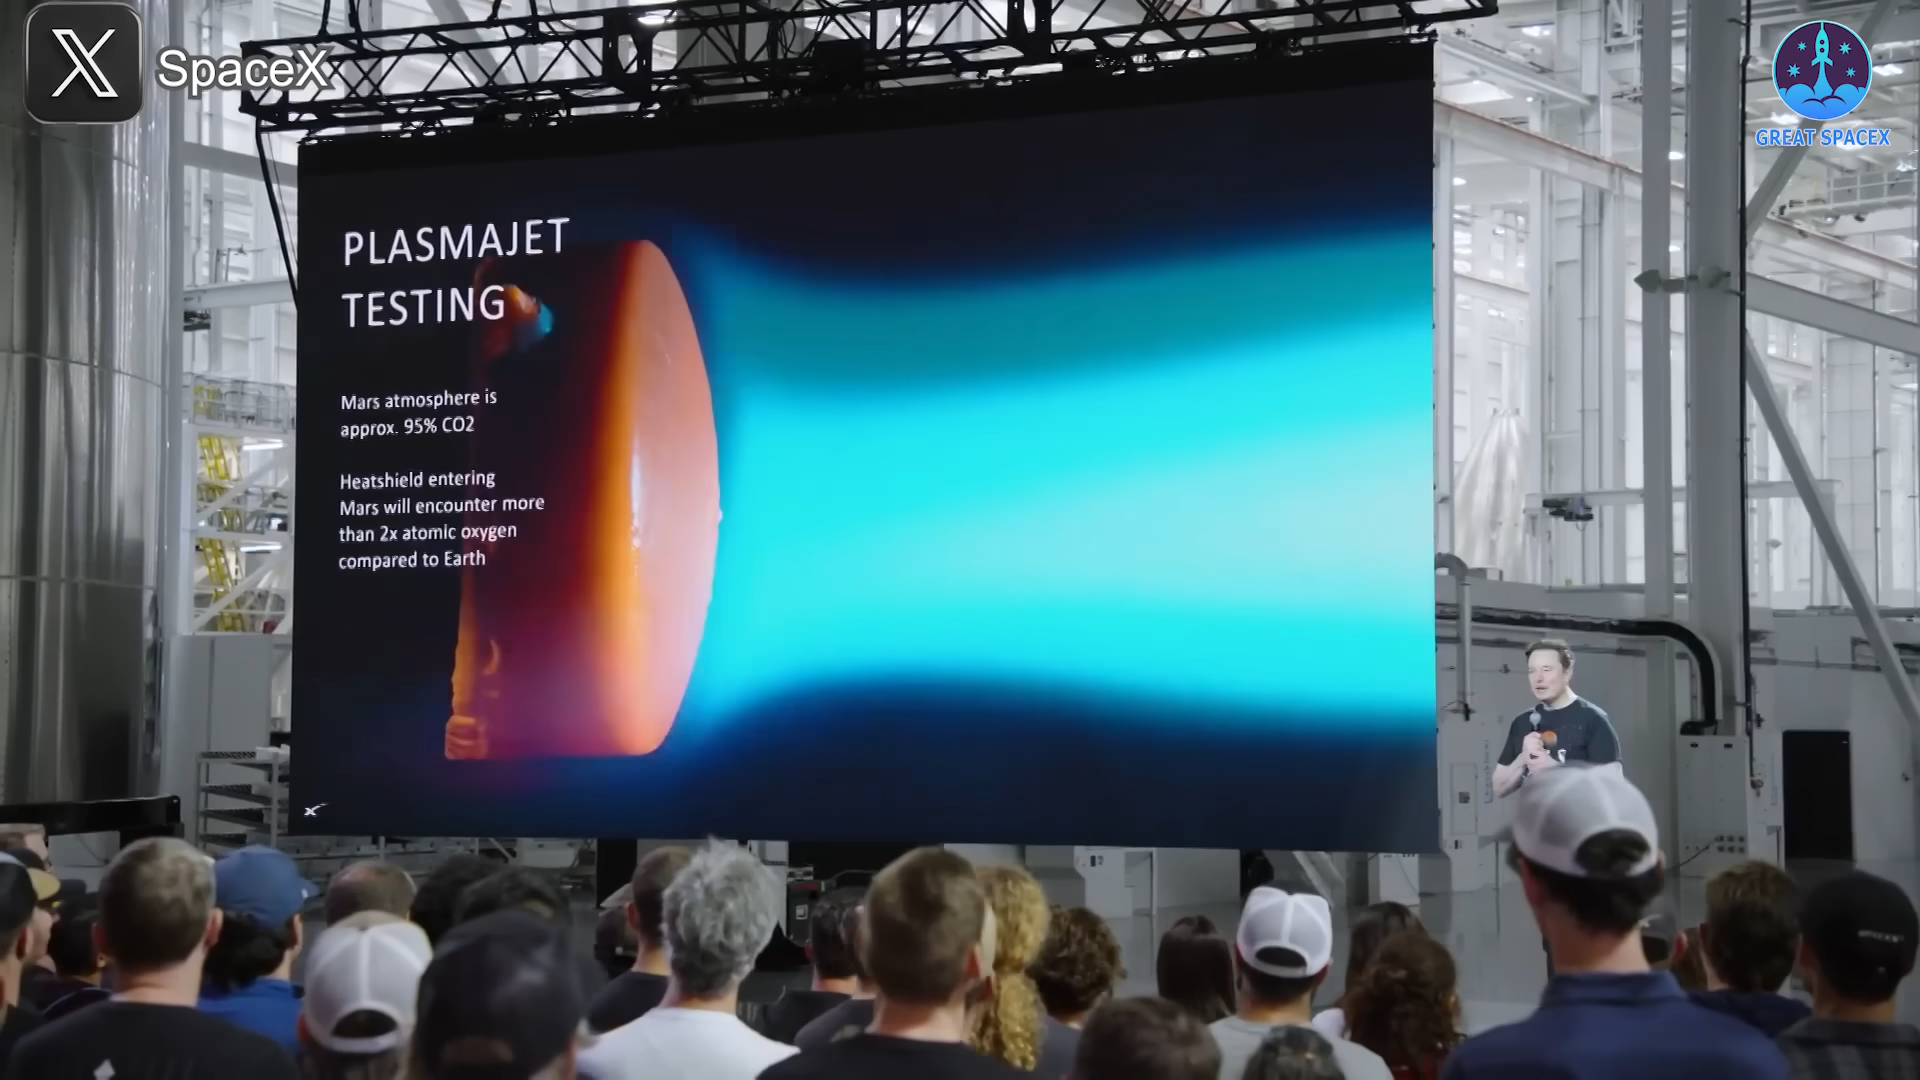 SpaceX
GREAT SPACEX
PLASMAJET
TESTING
Mars atmosphere is
approx. 95% CO2
Heatshield entering
Mars will encounter more
than 2x atomic oxygen
compared to Earth